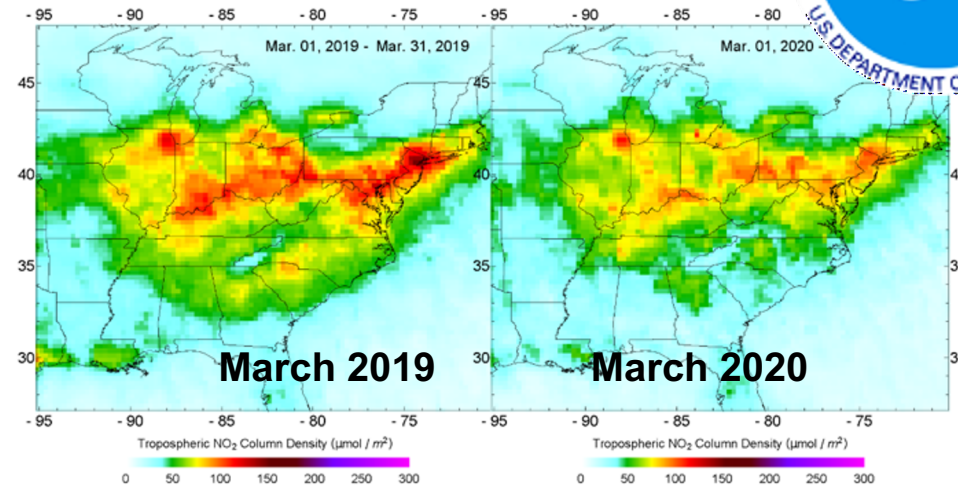 -95 -90 -85 -80 -75 -90 -85 -80
U.S. DEPARTMENT
Mar. 01, 2019 - Mar. 31, 2019
Mar. 01, 2020 -
45 45
40 40
35 35
30 30
March 2019
March 2020
-95 -90 -85 -80 -75 -95 -90 -85 -80 -75
Tropospheric NO₂ Column Density (μmol / m²)
Tropospheric NO₂ Column Density (μmol / m²)
0 50 100 150 200 250 300
0 50 100 150 200 250 300